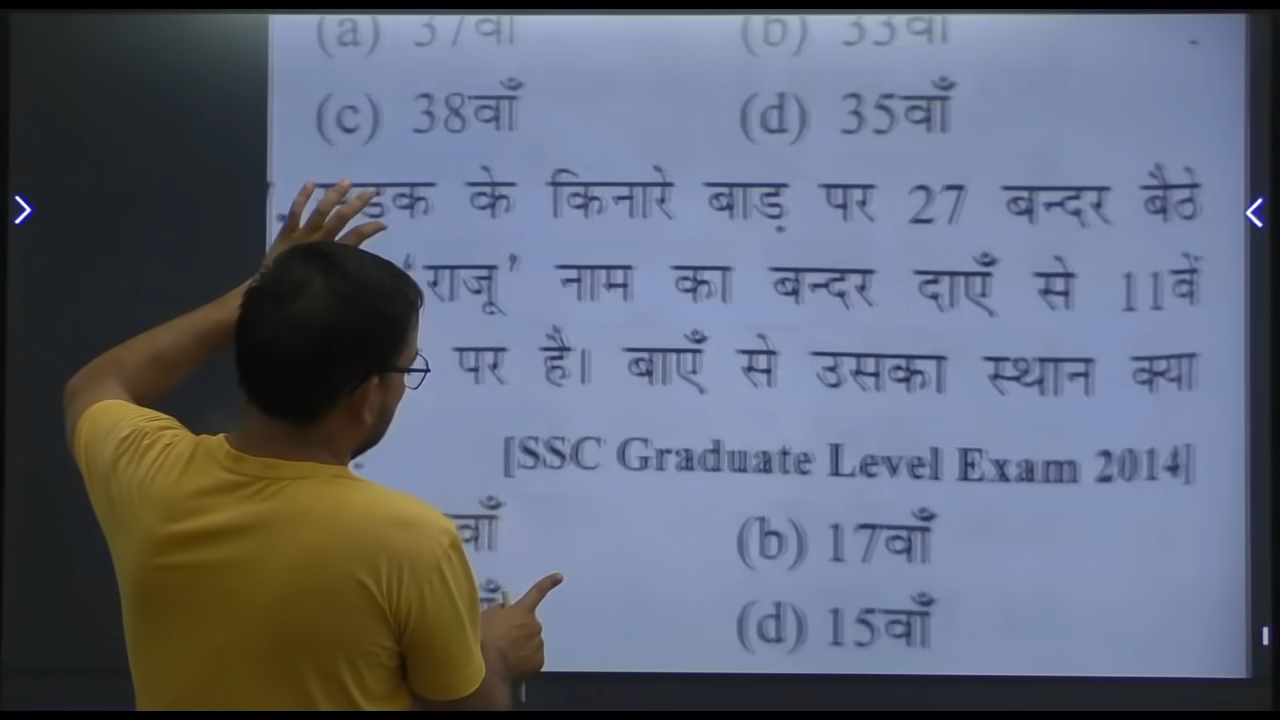 (c) 38वाँ (d) 35वाँ
के किनारे बाड़ पर 27 बन्दर बैठे
'राजू' नाम का बन्दर दाएँ से 11वें
पर है। बाएँ से उसका स्थान क्या
[SSC Graduate Level Exam 2014]
वाँ (b) 17वाँ
(d) 15वाँ